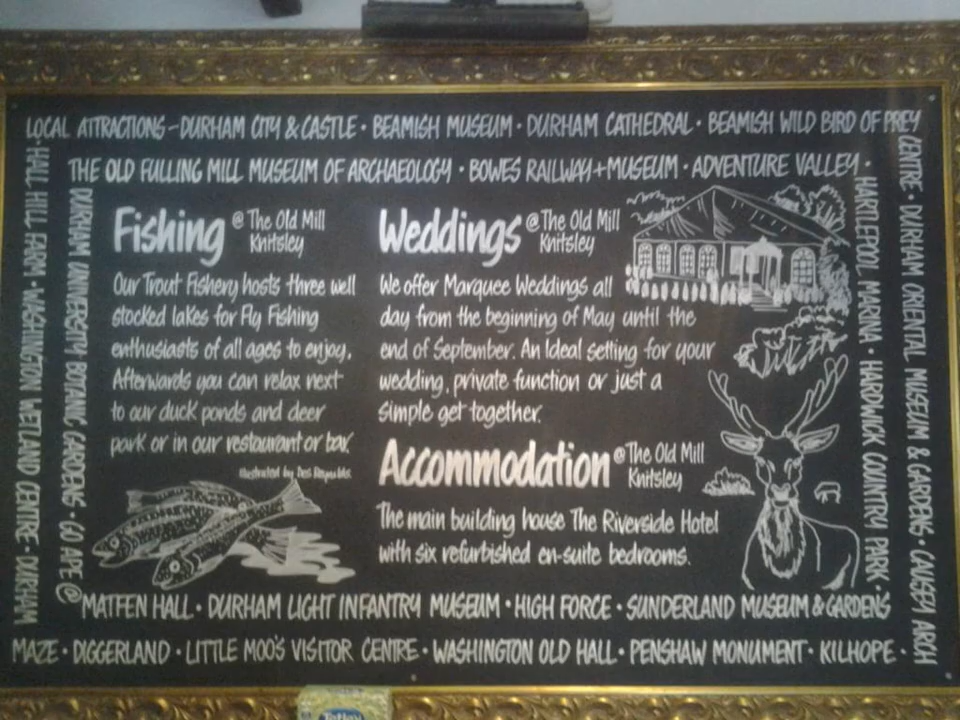 LOCAL ATTRACTIONS - DURHAM CITY & CASTLE · BEAMISH MUSEUM · DURHAM CATHEDRAL · BEAMISH WILD BIRD OF PREY
CENTRE · DURHAM ORIENTAL MUSEUM & GARDENS · CAUSEY ARCH
THE OLD FULLING MILL MUSEUM OF ARCHAEOLOGY · BOWES RAILWAY + MUSEUM · ADVENTURE VALLEY ·
HARTLEPOOL MARINA · HARDWICK COUNTRY PARK ·
Fishing @ The Old Mill
Knitsley
Our Trout Fishery hosts three well
stocked lakes for Fly Fishing
enthusiasts of all ages to enjoy.
Afterwards you can relax next
to our duck ponds and deer
park or in our restaurant or bar.
Illustrated by Des
Weddings @ The Old Mill
Knitsley
We offer Marquee Weddings all
day from the beginning of May until the
end of September. An Ideal setting for your
wedding, private function or just a
simple get together.
Accommodation @ The Old Mill
Knitsley
The main building house The Riverside Hotel
with six refurbished en-suite bedrooms.
DURHAM UNIVERSITY BOTANIC GARDENS · GO APE @
MATFEN HALL · DURHAM LIGHT INFANTRY MUSEUM · HIGH FORCE · SUNDERLAND MUSEUM & GARDENS
· HALL HILL FARM · WASHINGTON WETLAND CENTRE · DURHAM
MAZE · DIGGERLAND · LITTLE MOO'S VISITOR CENTRE · WASHINGTON OLD HALL · PENSHAW MONUMENT · KILHOPE ·
Tetley